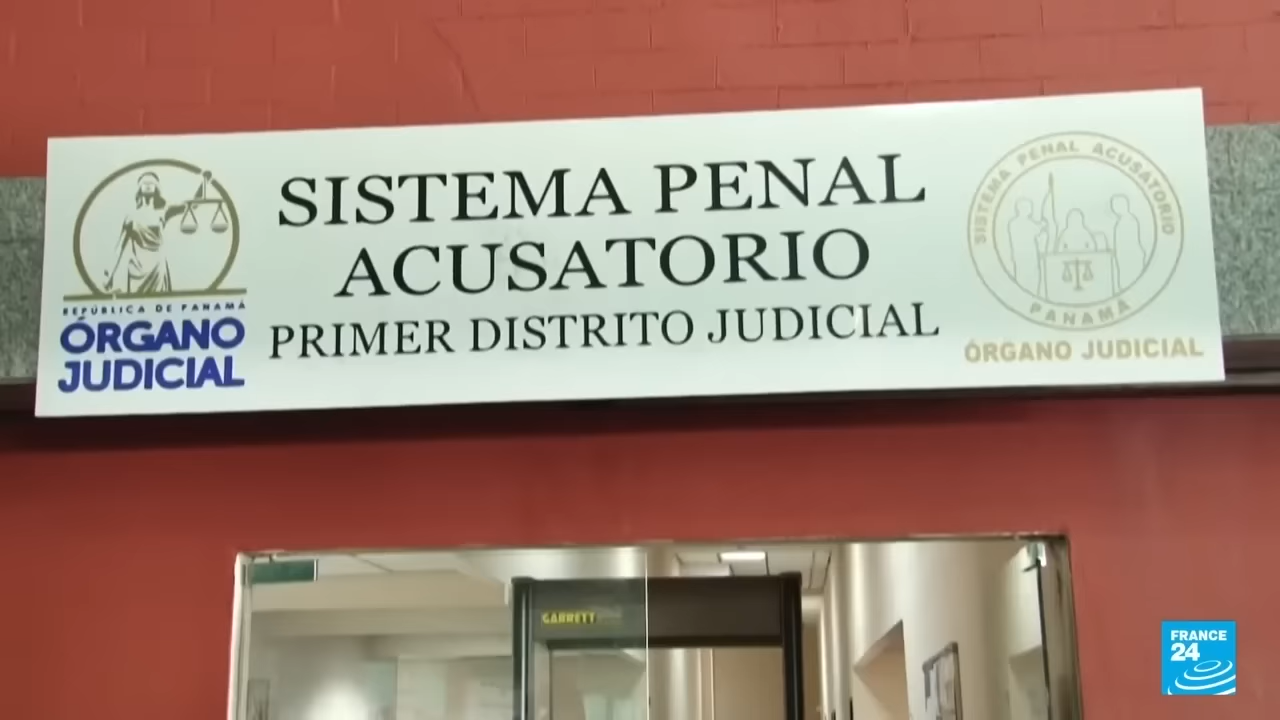 SISTEMA PENAL
ACUSATORIO
PRIMER DISTRITO JUDICIAL
REPÚBLICA DE PANAMÁ
ÓRGANO
JUDICIAL
SISTEMA PENAL ACUSATORIO
PANAMÁ
ÓRGANO JUDICIAL
GARRETT
FRANCE
24